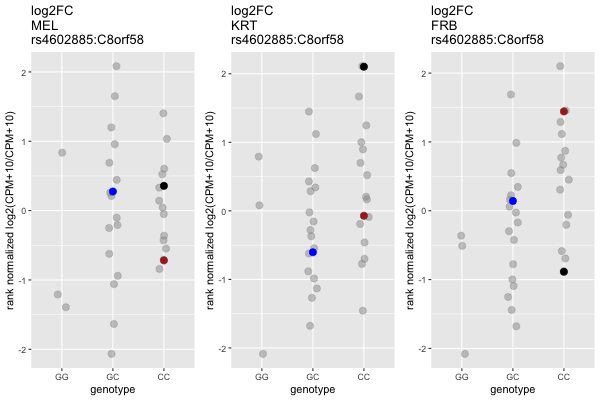 log2FC
MEL
rs4602885:C8orf58
rank normalized log2(CPM+10/CPM+10)
2
1
0
-1
-2
GG
GC
CC
genotype
log2FC
KRT
rs4602885:C8orf58
rank normalized log2(CPM+10/CPM+10)
2
1
0
-1
-2
GG
GC
CC
genotype
log2FC
FRB
rs4602885:C8orf58
rank normalized log2(CPM+10/CPM+10)
2
1
0
-1
-2
GG
GC
CC
genotype